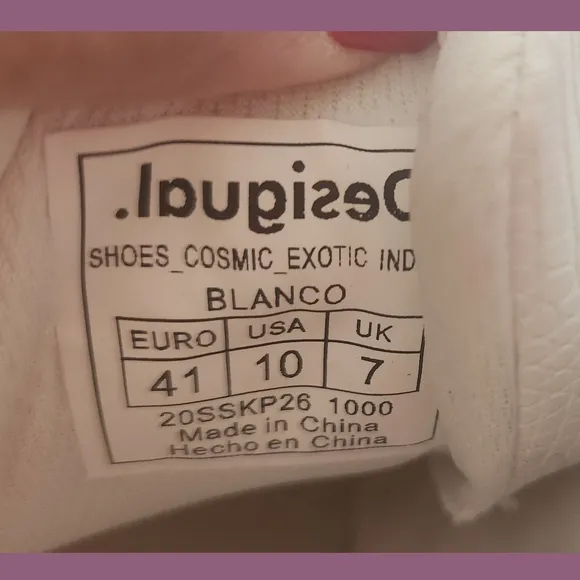 Desigual.
SHOES_COSMIC_EXOTIC IND
BLANCO
EURO USA UK
41 10 7
20SSKP26 1000
Made in China
Hecho en China